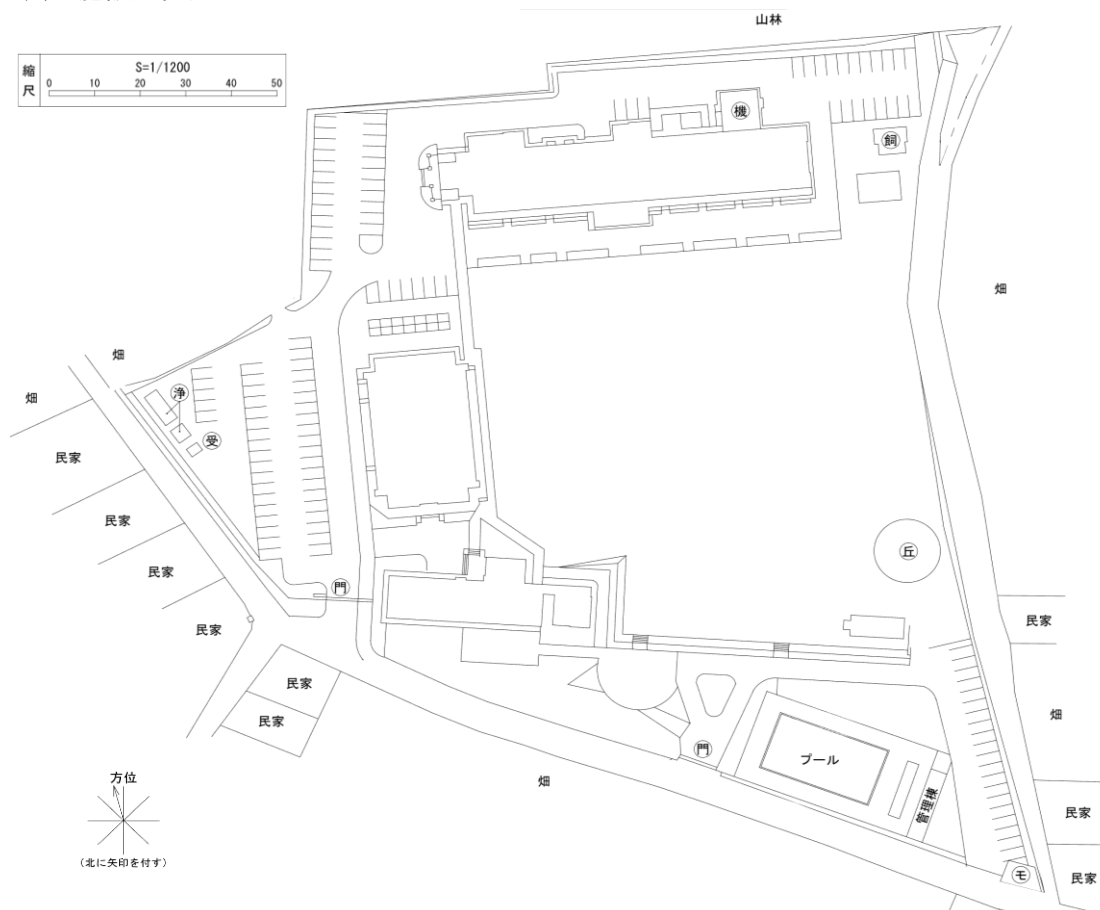 山林
縮尺
S=1/1200
0 10 20 30 40 50
機
飼
畑
畑
畑
浄
受
民家
民家
民家
民家
丘
門
民家
民家
民家
畑
門
プール
管理棟
畑
民家
民家
モ
方位
(北に矢印を付す)